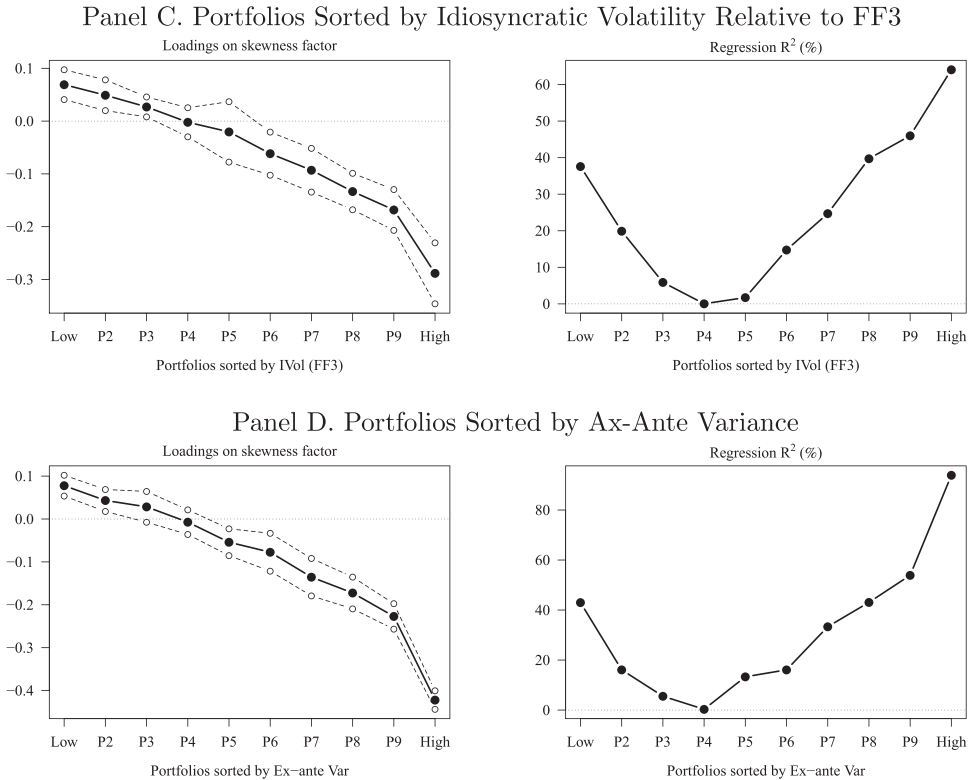 Panel C. Portfolios Sorted by Idiosyncratic Volatility Relative to FF3
Loadings on skewness factor
0.1
0.0
−0.1
−0.2
−0.3
Low P2 P3 P4 P5 P6 P7 P8 P9 High
Portfolios sorted by IVol (FF3)
Regression R² (%)
60
50
40
30
20
10
0
Low P2 P3 P4 P5 P6 P7 P8 P9 High
Portfolios sorted by IVol (FF3)
Panel D. Portfolios Sorted by Ax-Ante Variance
Loadings on skewness factor
0.1
0.0
−0.1
−0.2
−0.3
−0.4
Low P2 P3 P4 P5 P6 P7 P8 P9 High
Portfolios sorted by Ex−ante Var
Regression R² (%)
80
60
40
20
0
Low P2 P3 P4 P5 P6 P7 P8 P9 High
Portfolios sorted by Ex−ante Var